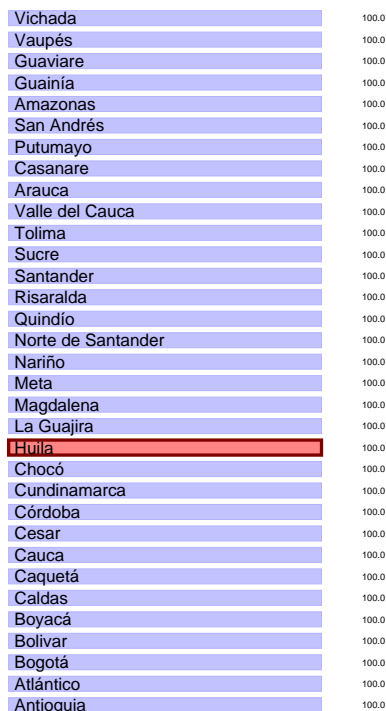 Vichada 100.0
Vaupés 100.0
Guaviare 100.0
Guainía 100.0
Amazonas 100.0
San Andrés 100.0
Putumayo 100.0
Casanare 100.0
Arauca 100.0
Valle del Cauca 100.0
Tolima 100.0
Sucre 100.0
Santander 100.0
Risaralda 100.0
Quindío 100.0
Norte de Santander 100.0
Nariño 100.0
Meta 100.0
Magdalena 100.0
La Guajira 100.0
Huila 100.0
Chocó 100.0
Cundinamarca 100.0
Córdoba 100.0
Cesar 100.0
Cauca 100.0
Caquetá 100.0
Caldas 100.0
Boyacá 100.0
Bolivar 100.0
Bogotá 100.0
Atlántico 100.0
Antioquia 100.0